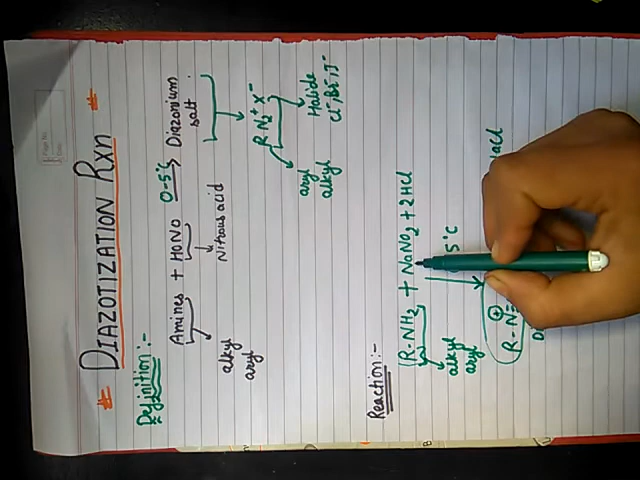 DIAZOTIZATION Rxn
Definition:-
Amines + HONO 0-5°C → Diazonium salt.
alkyl
aryl
Nitrous acid
R N₂⁺ X⁻
aryl
alkyl
Halide
Cl⁻, Br⁻, I⁻
Reaction:-
R-NH₂ + NaNO₂ + 2HCl
alkyl
aryl
5°C
R-N=